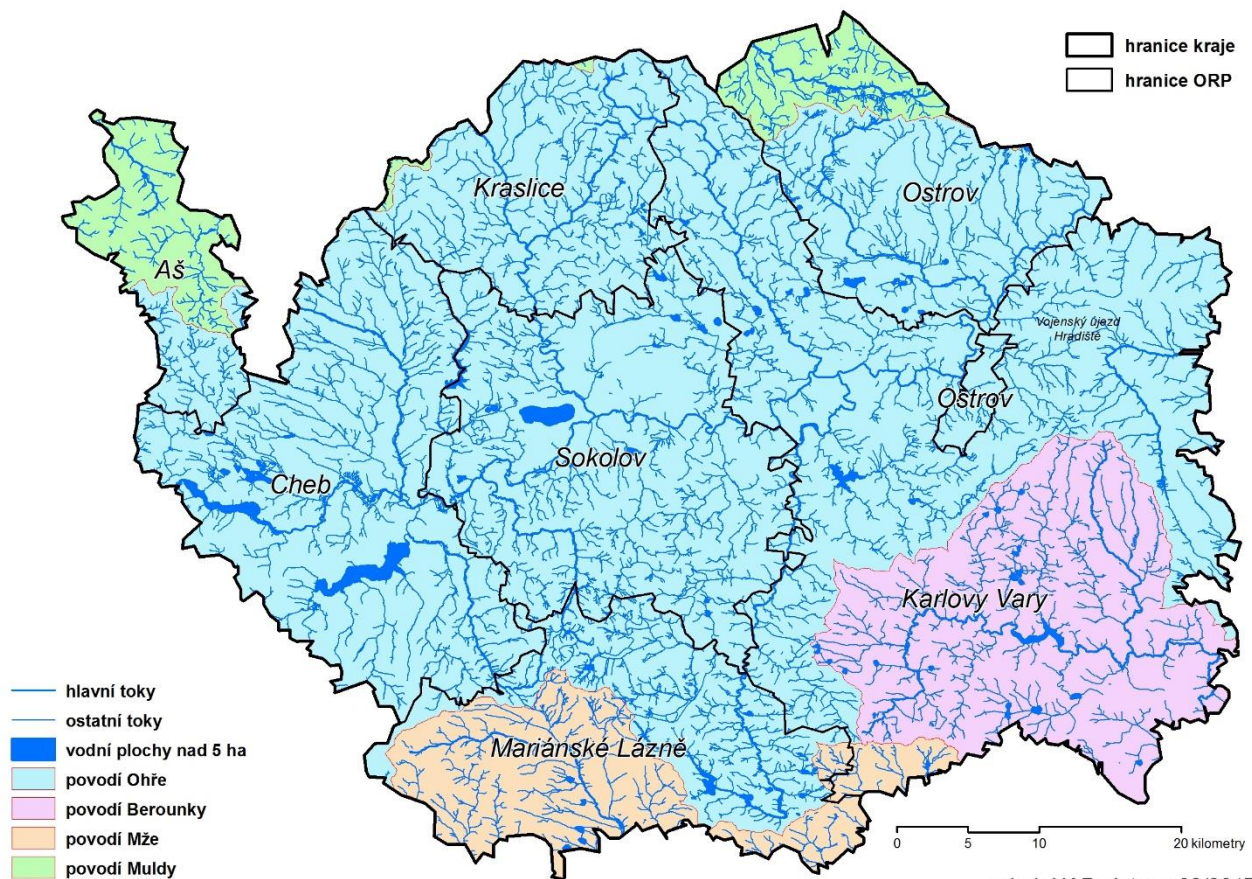 hranice kraje
hranice ORP
Kraslice
Ostrov
Aš
Vojenský újezd
Hradiště
Ostrov
Sokolov
Cheb
Karlovy Vary
Mariánské Lázně
hlavní toky
ostatní toky
vodní plochy nad 5 ha
povodí Ohře
povodí Berounky
povodí Mže
povodí Muldy
0 5 10 20 kilometry